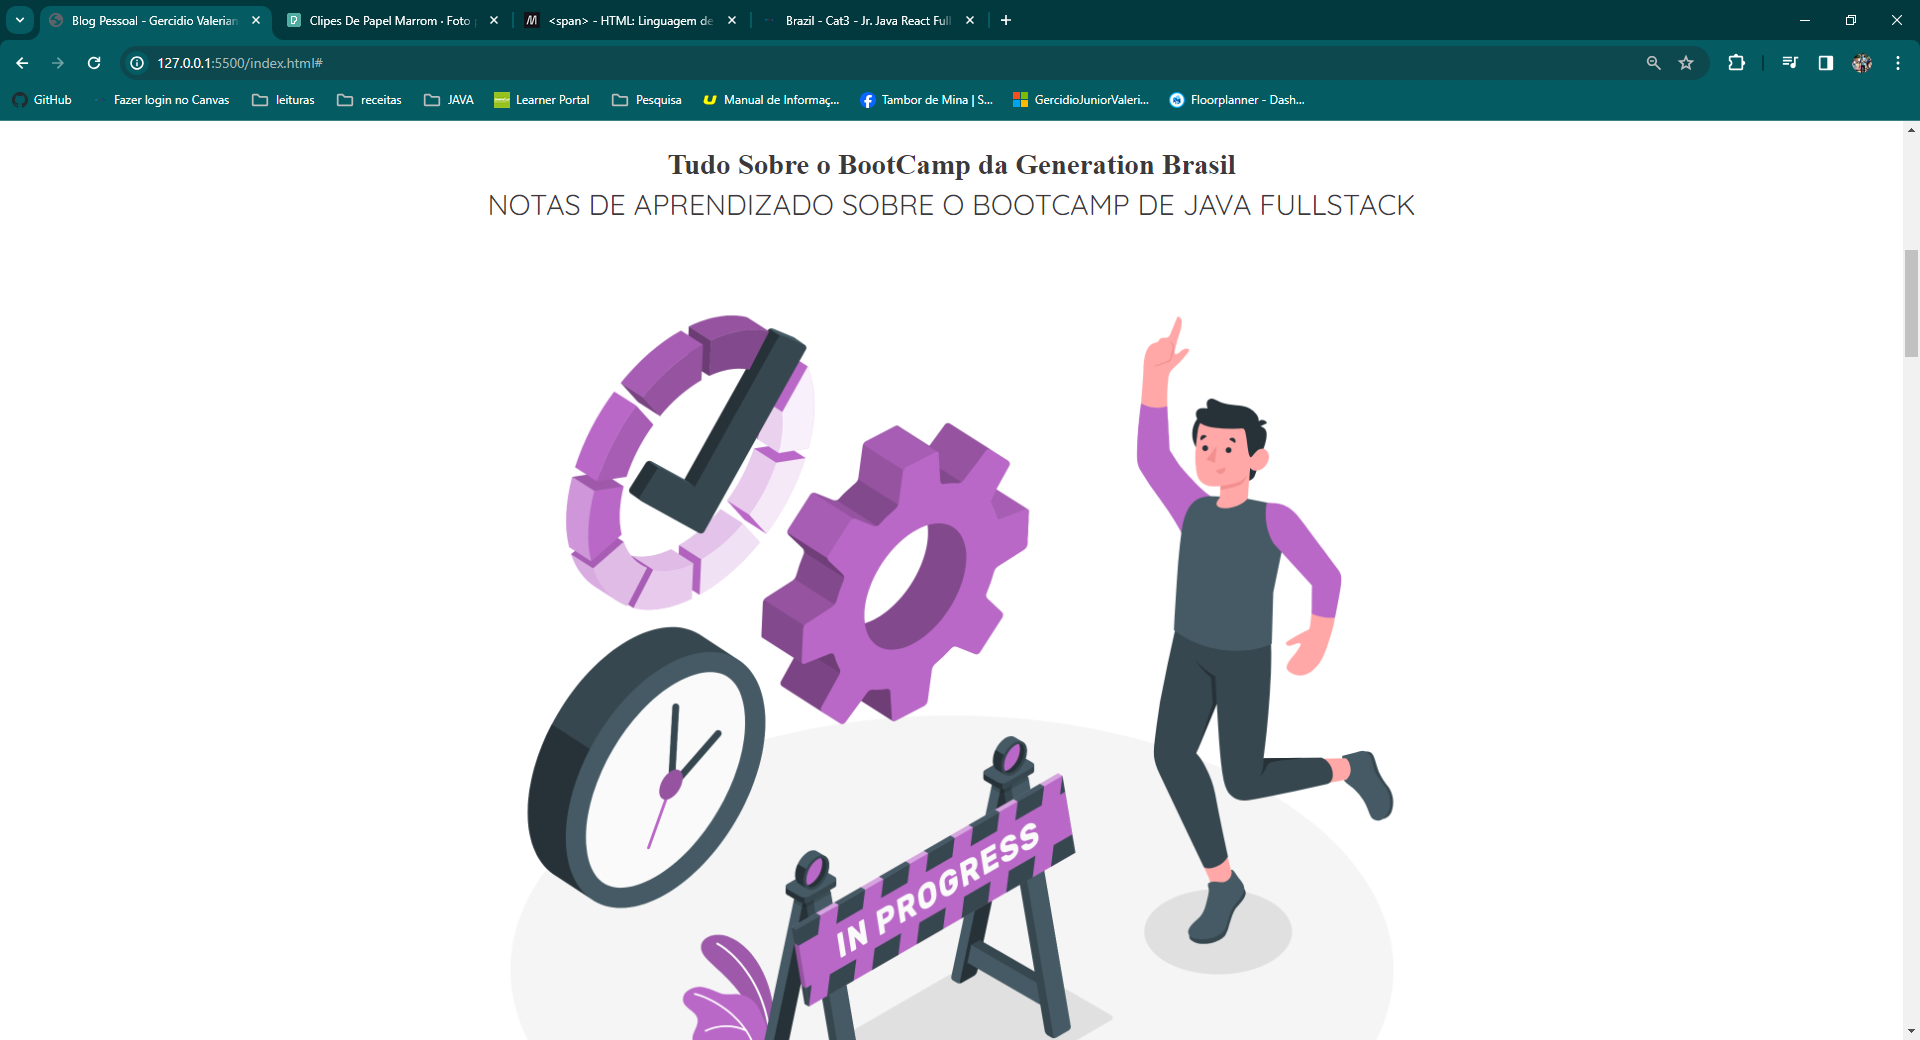 Blog Pessoal - Gercidio Valerian
Clipes De Papel Marrom · Foto
<span> - HTML: Linguagem de
Brazil - Cat3 - Jr. Java React Full
127.0.0.1:5500/index.html#
GitHub
Fazer login no Canvas
leituras
receitas
JAVA
Learner Portal
Pesquisa
Manual de Informaç...
Tambor de Mina | S...
GercidioJuniorValeri...
Floorplanner - Dash...
Tudo Sobre o BootCamp da Generation Brasil
NOTAS DE APRENDIZADO SOBRE O BOOTCAMP DE JAVA FULLSTACK
IN PROGRESS